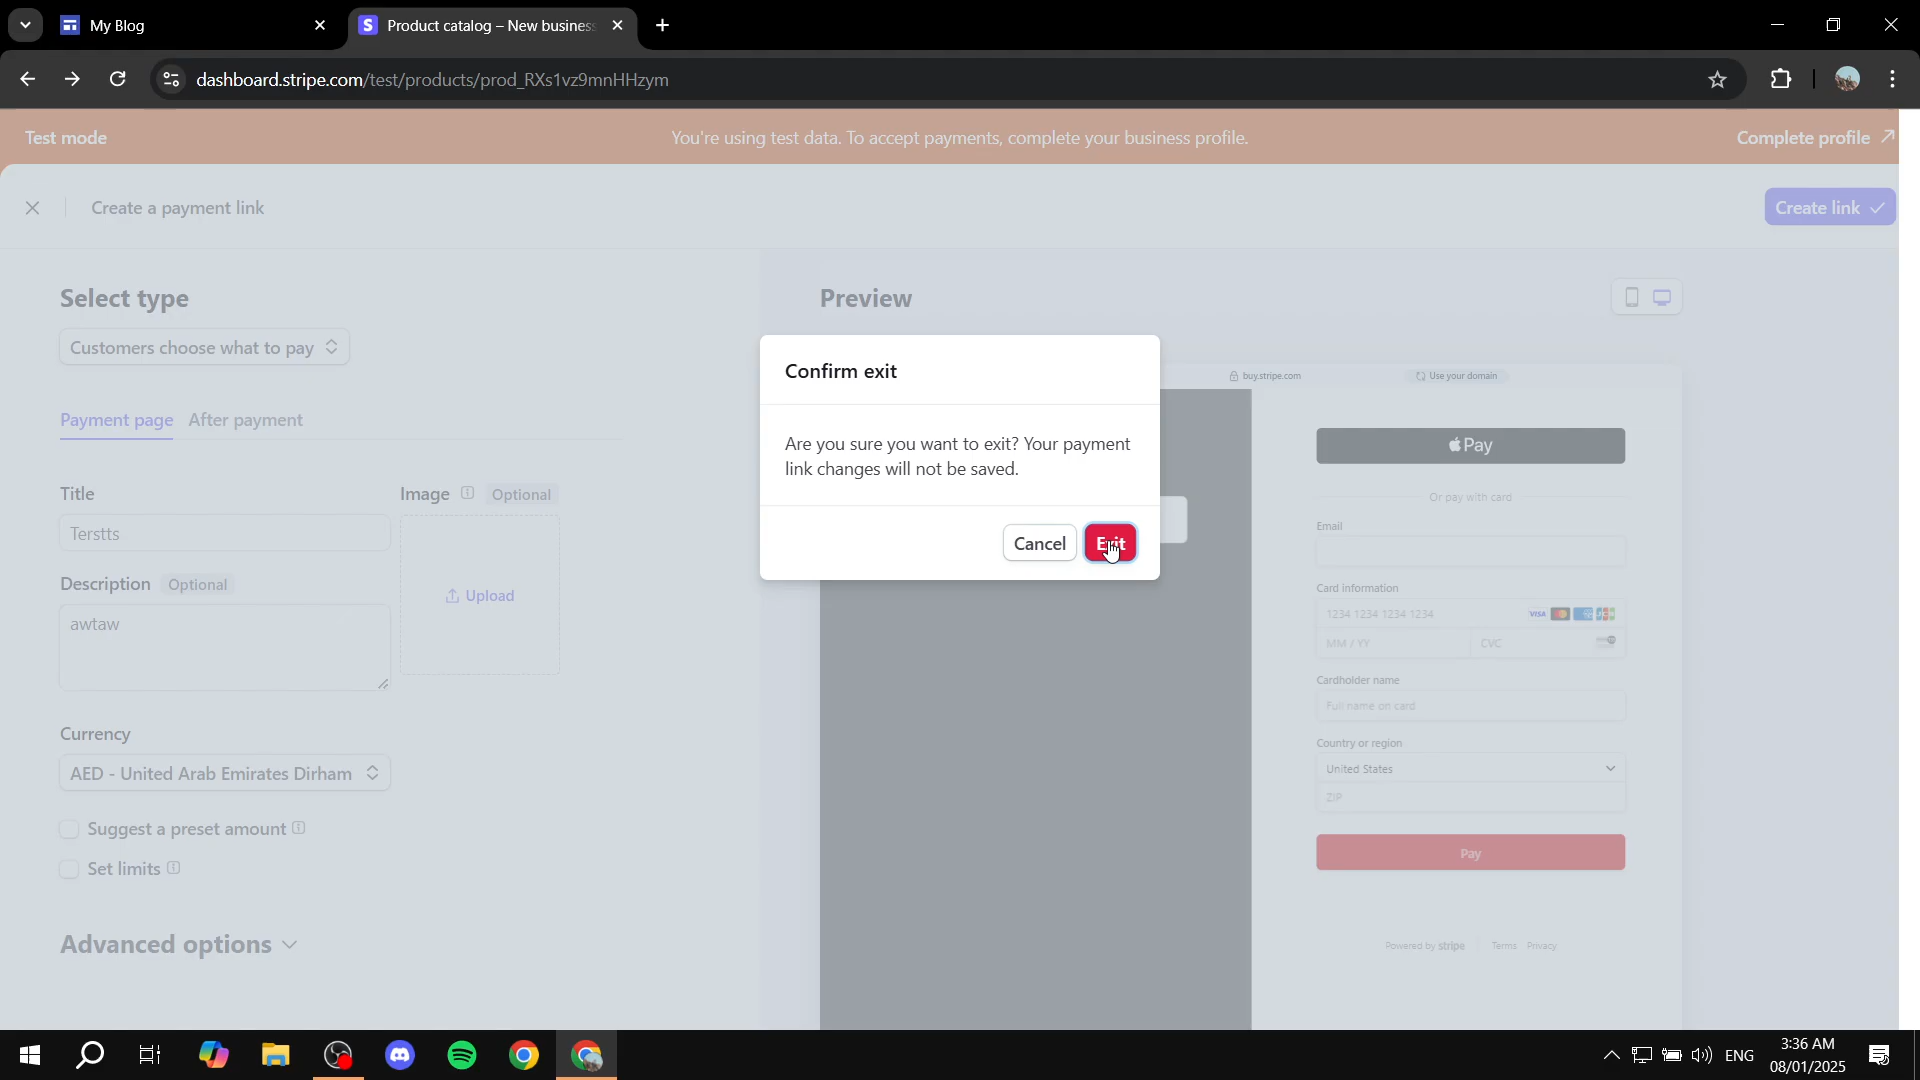 My Blog
Product catalog – New business
dashboard.stripe.com/test/products/prod_RXs1vz9mnHHzym
Test mode
You're using test data. To accept payments, complete your business profile.
Complete profile
Create a payment link
Create link
Select type
Customers choose what to pay
Payment page
After payment
Title
Image
Optional
Terstts
Description
Optional
awtaw
Upload
Currency
AED - United Arab Emirates Dirham
Suggest a preset amount
Set limits
Advanced options
Preview
buy.stripe.com
Use your domain
Confirm exit
Are you sure you want to exit? Your payment
link changes will not be saved.
Cancel
Exit
Pay
Or pay with card
Email
Card information
1234 1234 1234 1234
VISA
MM / YY
CVC
Cardholder name
Full name on card
Country or region
United States
ZIP
Pay
Powered by stripe
Terms
Privacy
ENG
3:36 AM
08/01/2025